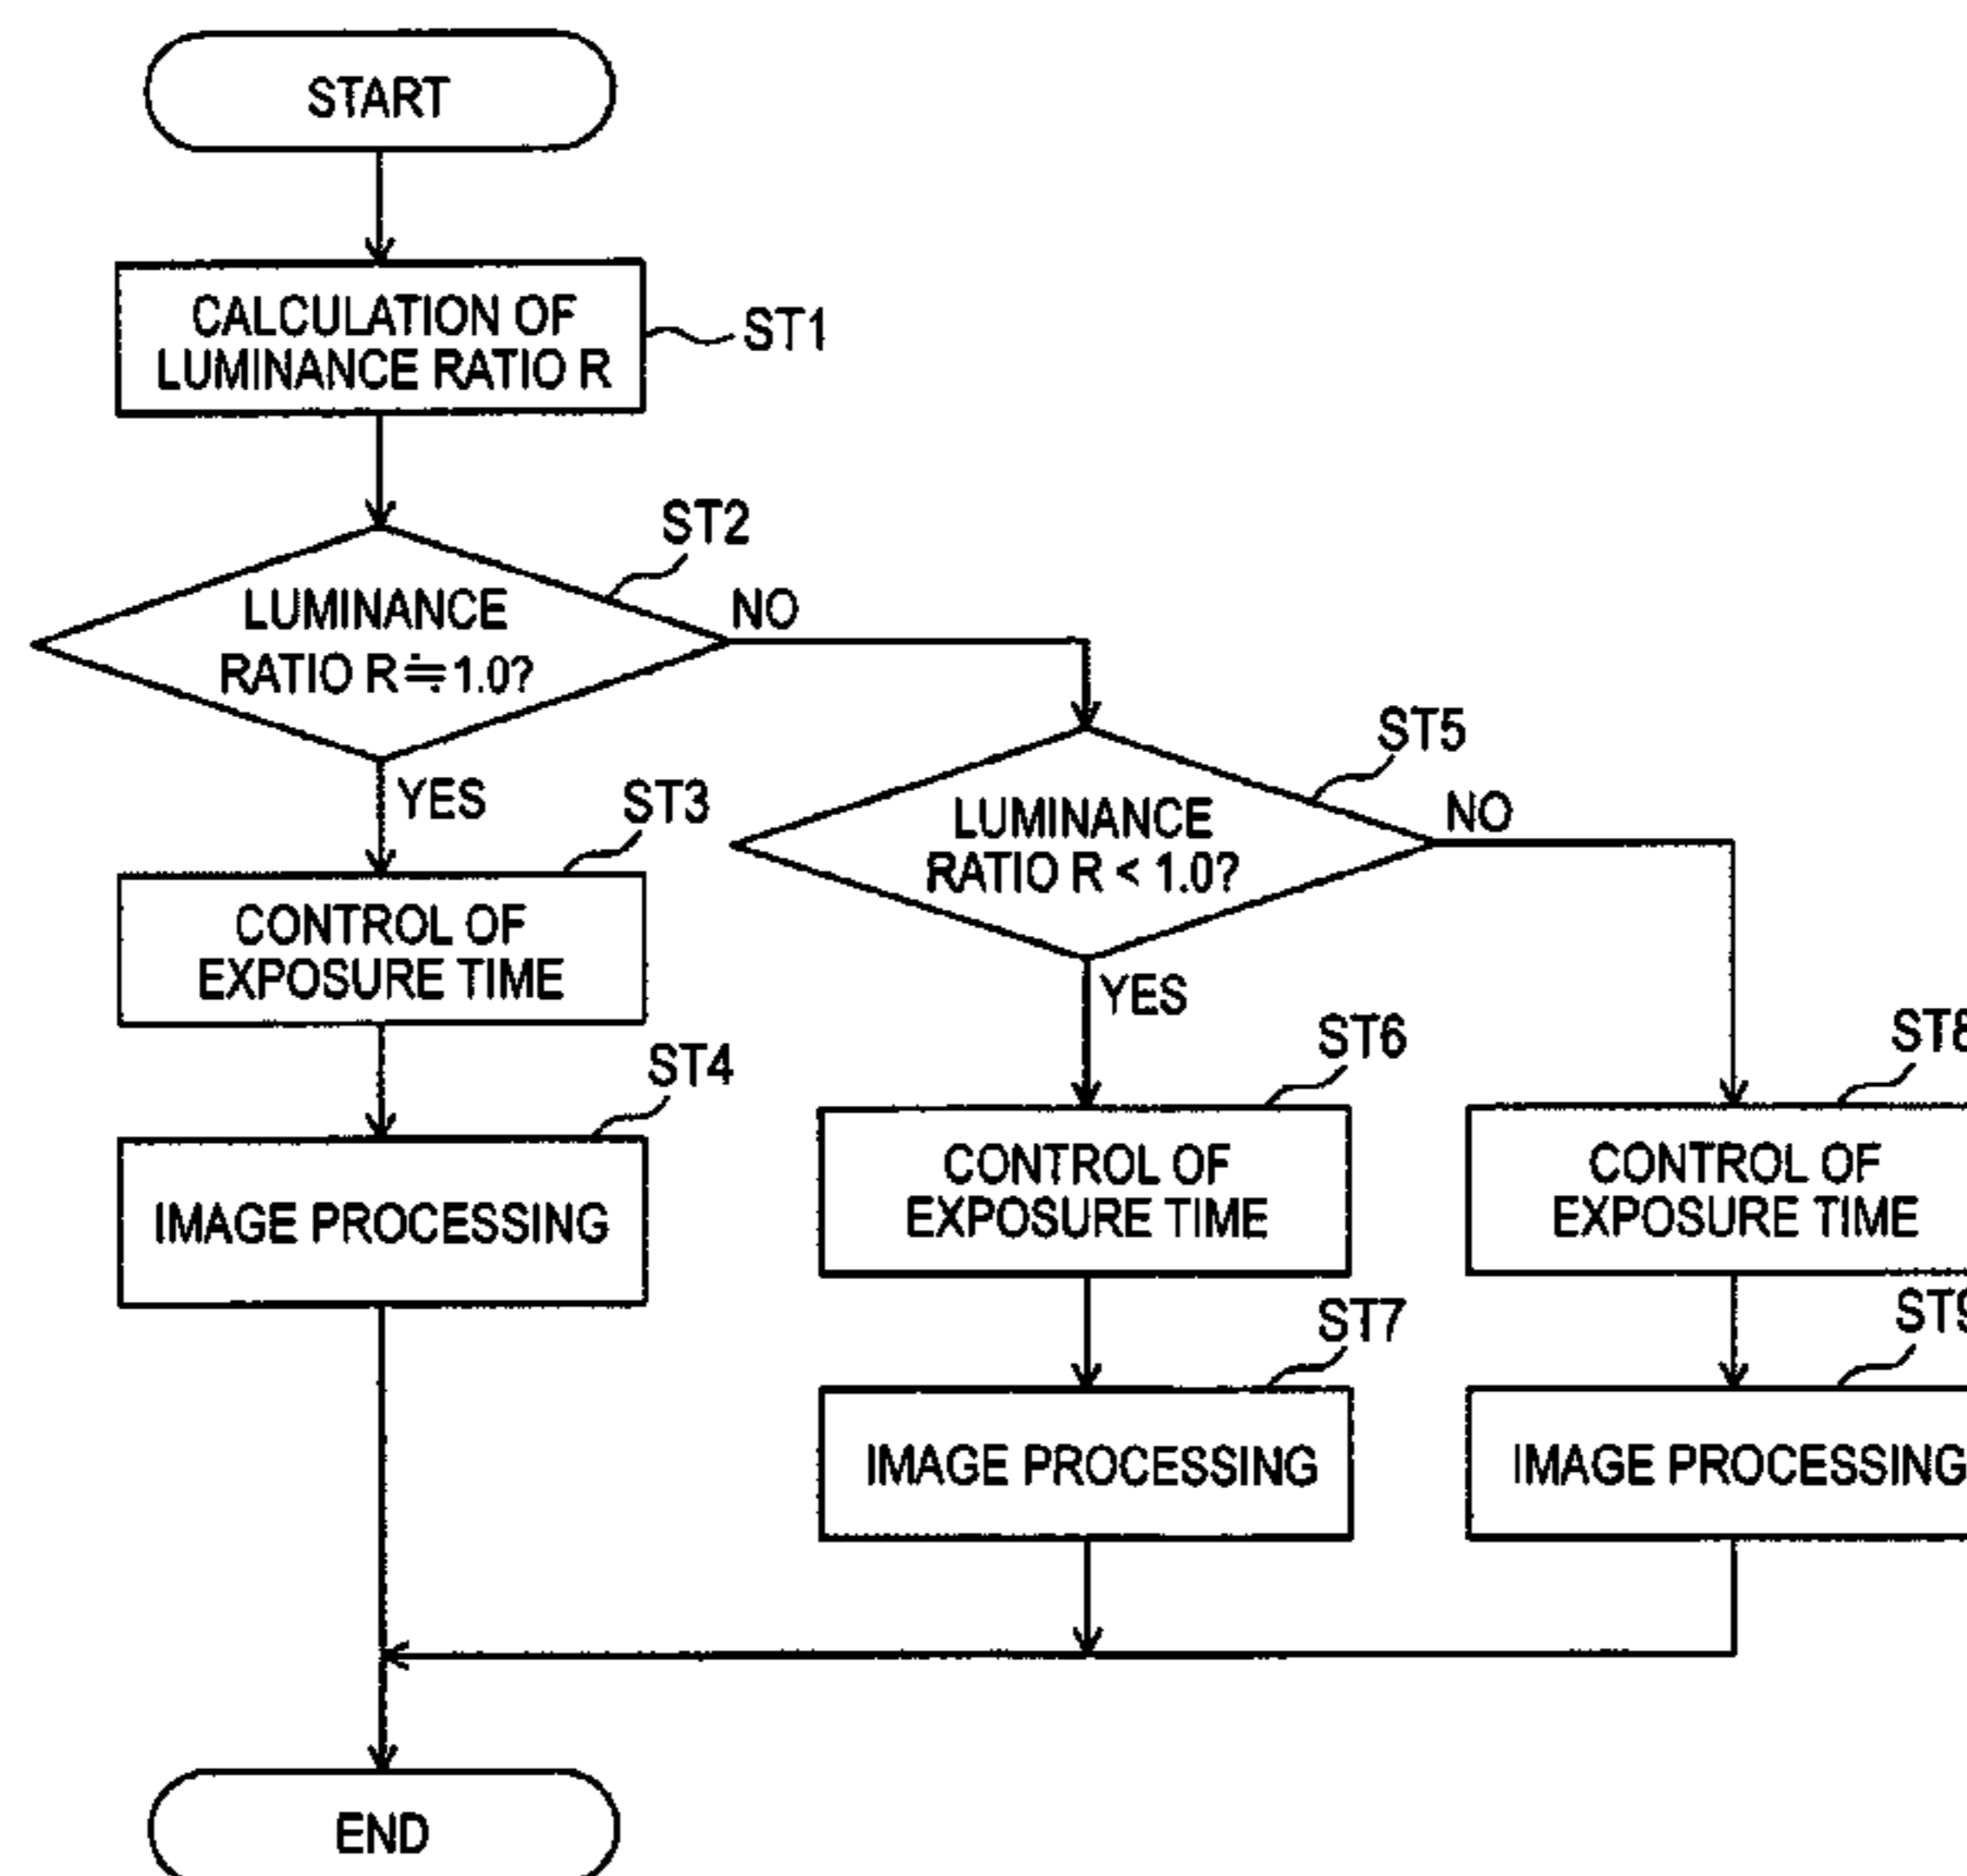 START
CALCULATION OF
LUMINANCE RATIO R
ST1
ST2
LUMINANCE
RATIO R≒1.0?
NO
YES
ST3
CONTROL OF
EXPOSURE TIME
ST4
IMAGE PROCESSING
ST5
LUMINANCE
RATIO R < 1.0?
NO
YES
ST6
CONTROL OF
EXPOSURE TIME
ST7
IMAGE PROCESSING
ST8
CONTROL OF
EXPOSURE TIME
ST9
IMAGE PROCESSING
END